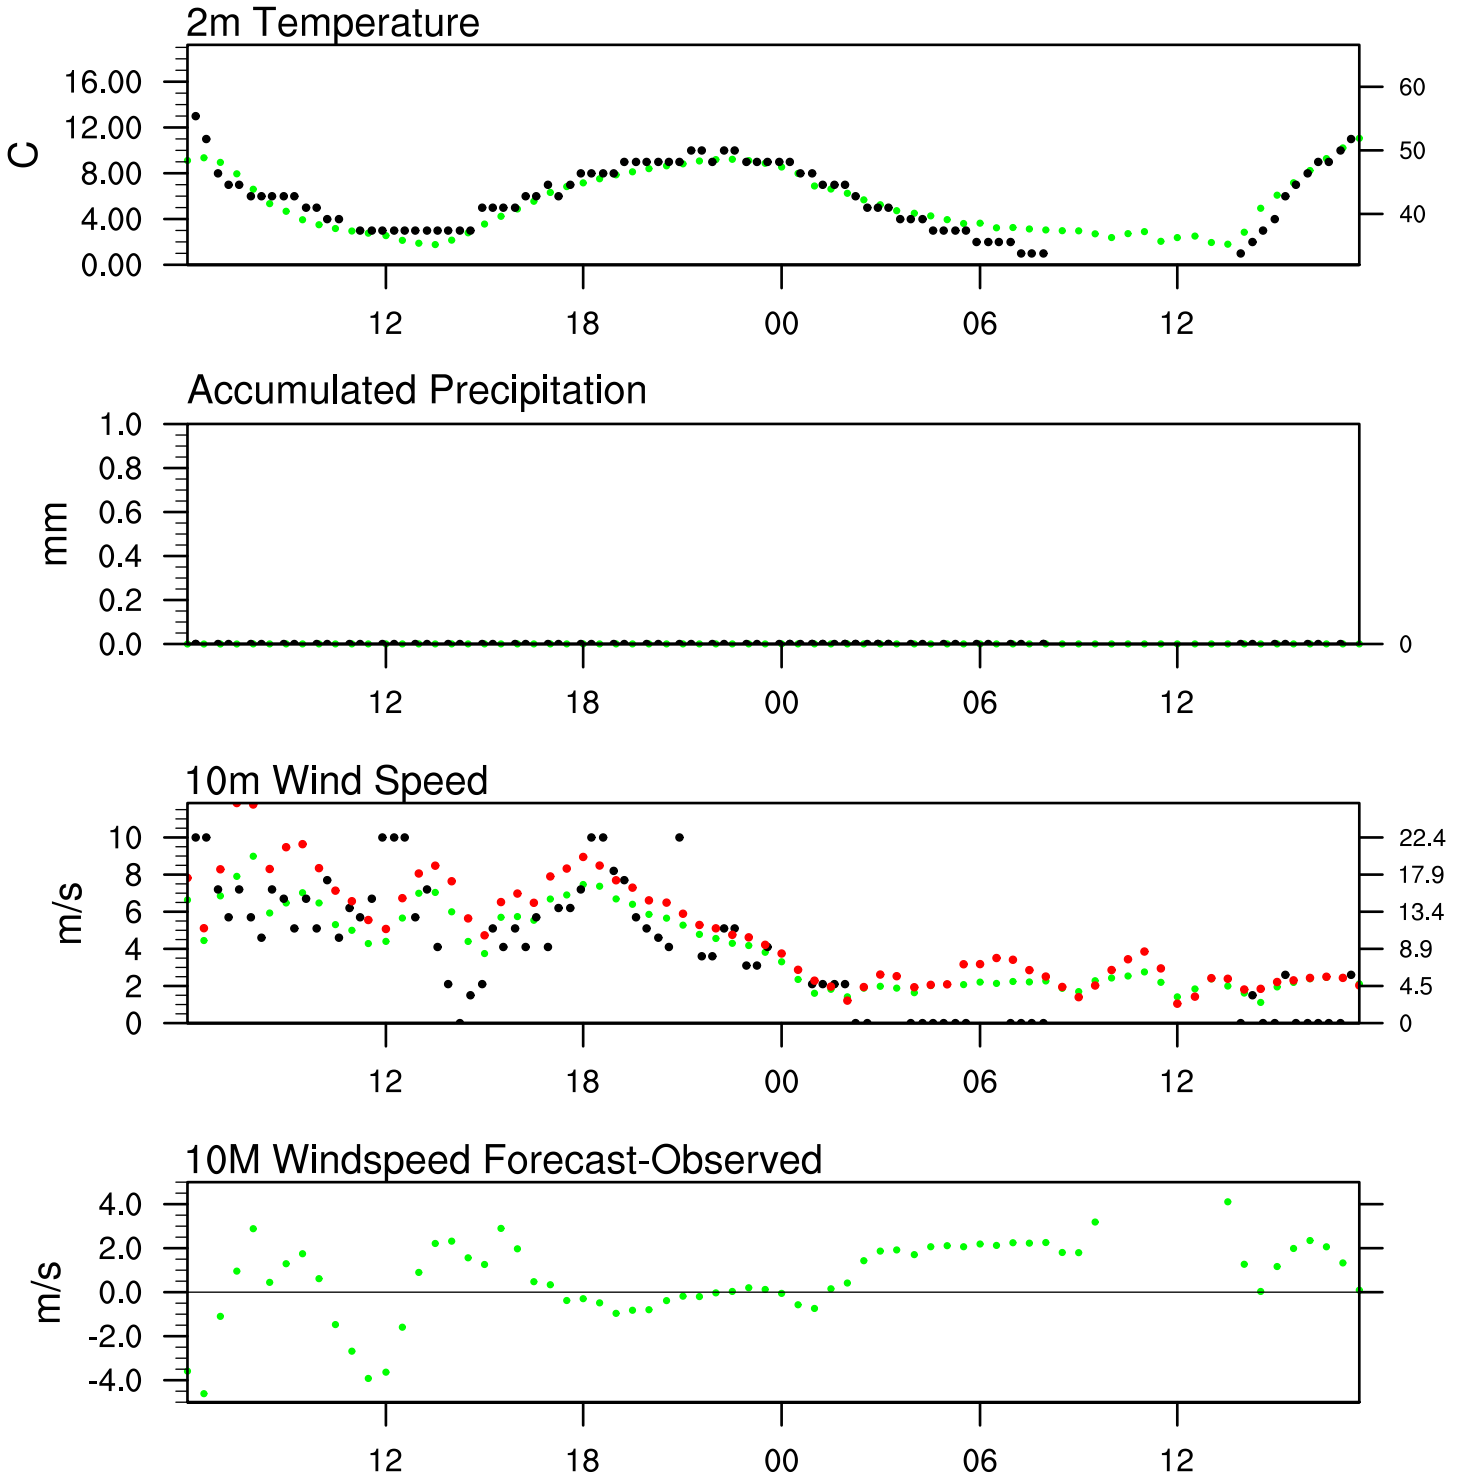 2m Temperature
C
16.00
12.00
8.00
4.00
0.00
60
50
40
12 18 00 06 12
Accumulated Precipitation
mm
1.0
0.8
0.6
0.4
0.2
0.0
0
12 18 00 06 12
10m Wind Speed
m/s
10
8
6
4
2
0
22.4
17.9
13.4
8.9
4.5
0
12 18 00 06 12
10M Windspeed Forecast-Observed
m/s
4.0
2.0
0.0
-2.0
-4.0
12 18 00 06 12